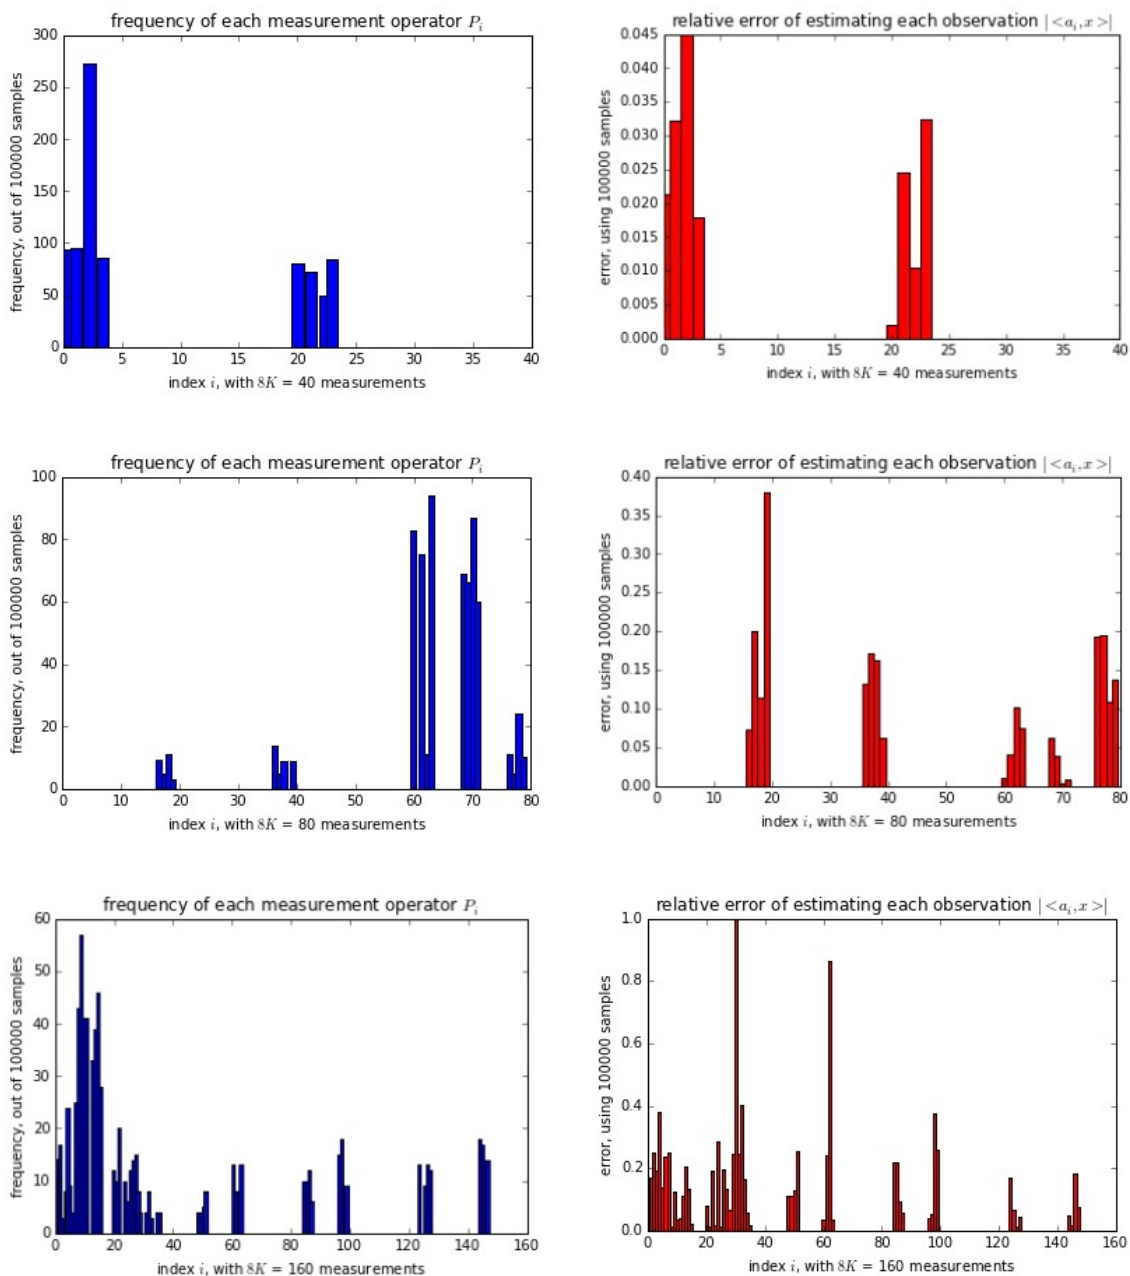 frequency of each measurement operator P_i
relative error of estimating each observation |<a_i, x>|
frequency, out of 100000 samples
300
250
200
150
100
50
0
0 5 10 15 20 25 30 35 40
index i, with 8K = 40 measurements
error, using 100000 samples
0.045
0.040
0.035
0.030
0.025
0.020
0.015
0.010
0.005
0.000
0 5 10 15 20 25 30 35 40
index i, with 8K = 40 measurements
frequency of each measurement operator P_i
relative error of estimating each observation |<a_i, x>|
frequency, out of 100000 samples
100
80
60
40
20
0
0 10 20 30 40 50 60 70 80
index i, with 8K = 80 measurements
error, using 100000 samples
0.40
0.35
0.30
0.25
0.20
0.15
0.10
0.05
0.00
0 10 20 30 40 50 60 70 80
index i, with 8K = 80 measurements
frequency of each measurement operator P_i
relative error of estimating each observation |<a_i, x>|
frequency, out of 100000 samples
60
50
40
30
20
10
0
0 20 40 60 80 100 120 140 160
index i, with 8K = 160 measurements
error, using 100000 samples
1.0
0.8
0.6
0.4
0.2
0.0
0 20 40 60 80 100 120 140 160
index i, with 8K = 160 measurements